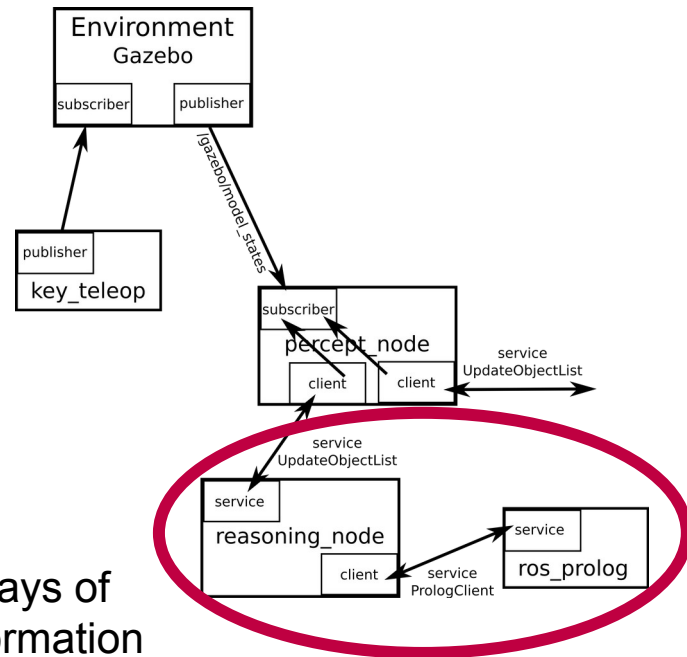 Environment
Gazebo
subscriber
publisher
/gazebo/model_states
publisher
key_teleop
subscriber
percept_node
client
client
service
UpdateObjectList
service
UpdateObjectList
service
reasoning_node
client
service
PrologClient
service
ros_prolog
ays of
ormation